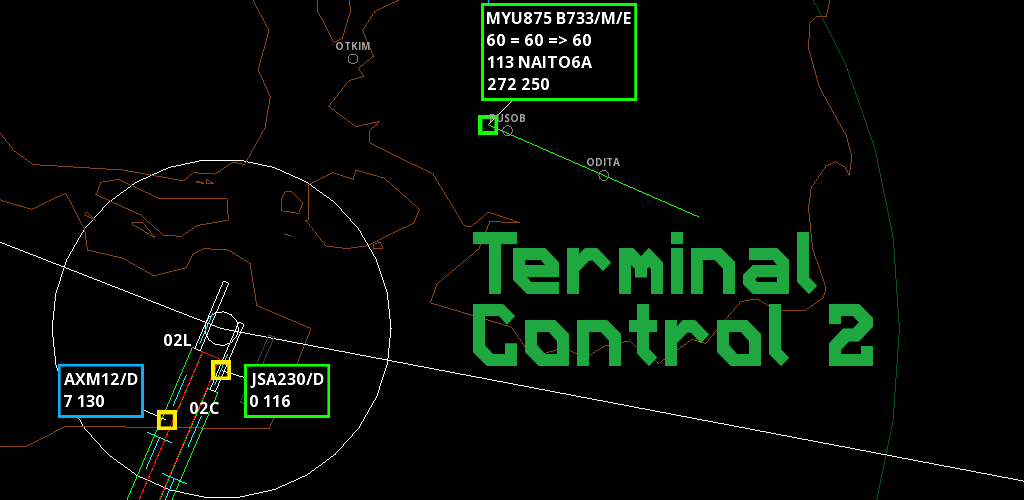 MYU875 B733/M/E
60 = 60 => 60
113 NAITO6A
272 250
OTKIM
ODITA
Terminal
Control 2
02L
AXM12/D
7 130
JSA230/D
0 116
02C